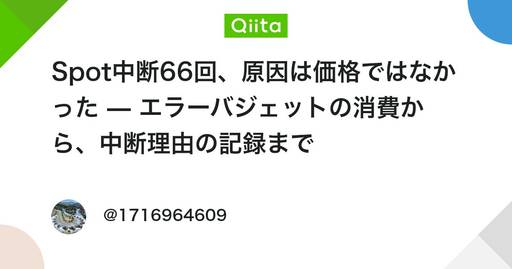 Qiita
Spot中断66回、原因は価格ではなか
った — エラーバジェットの消費か
ら、中断理由の記録まで
@1716964609